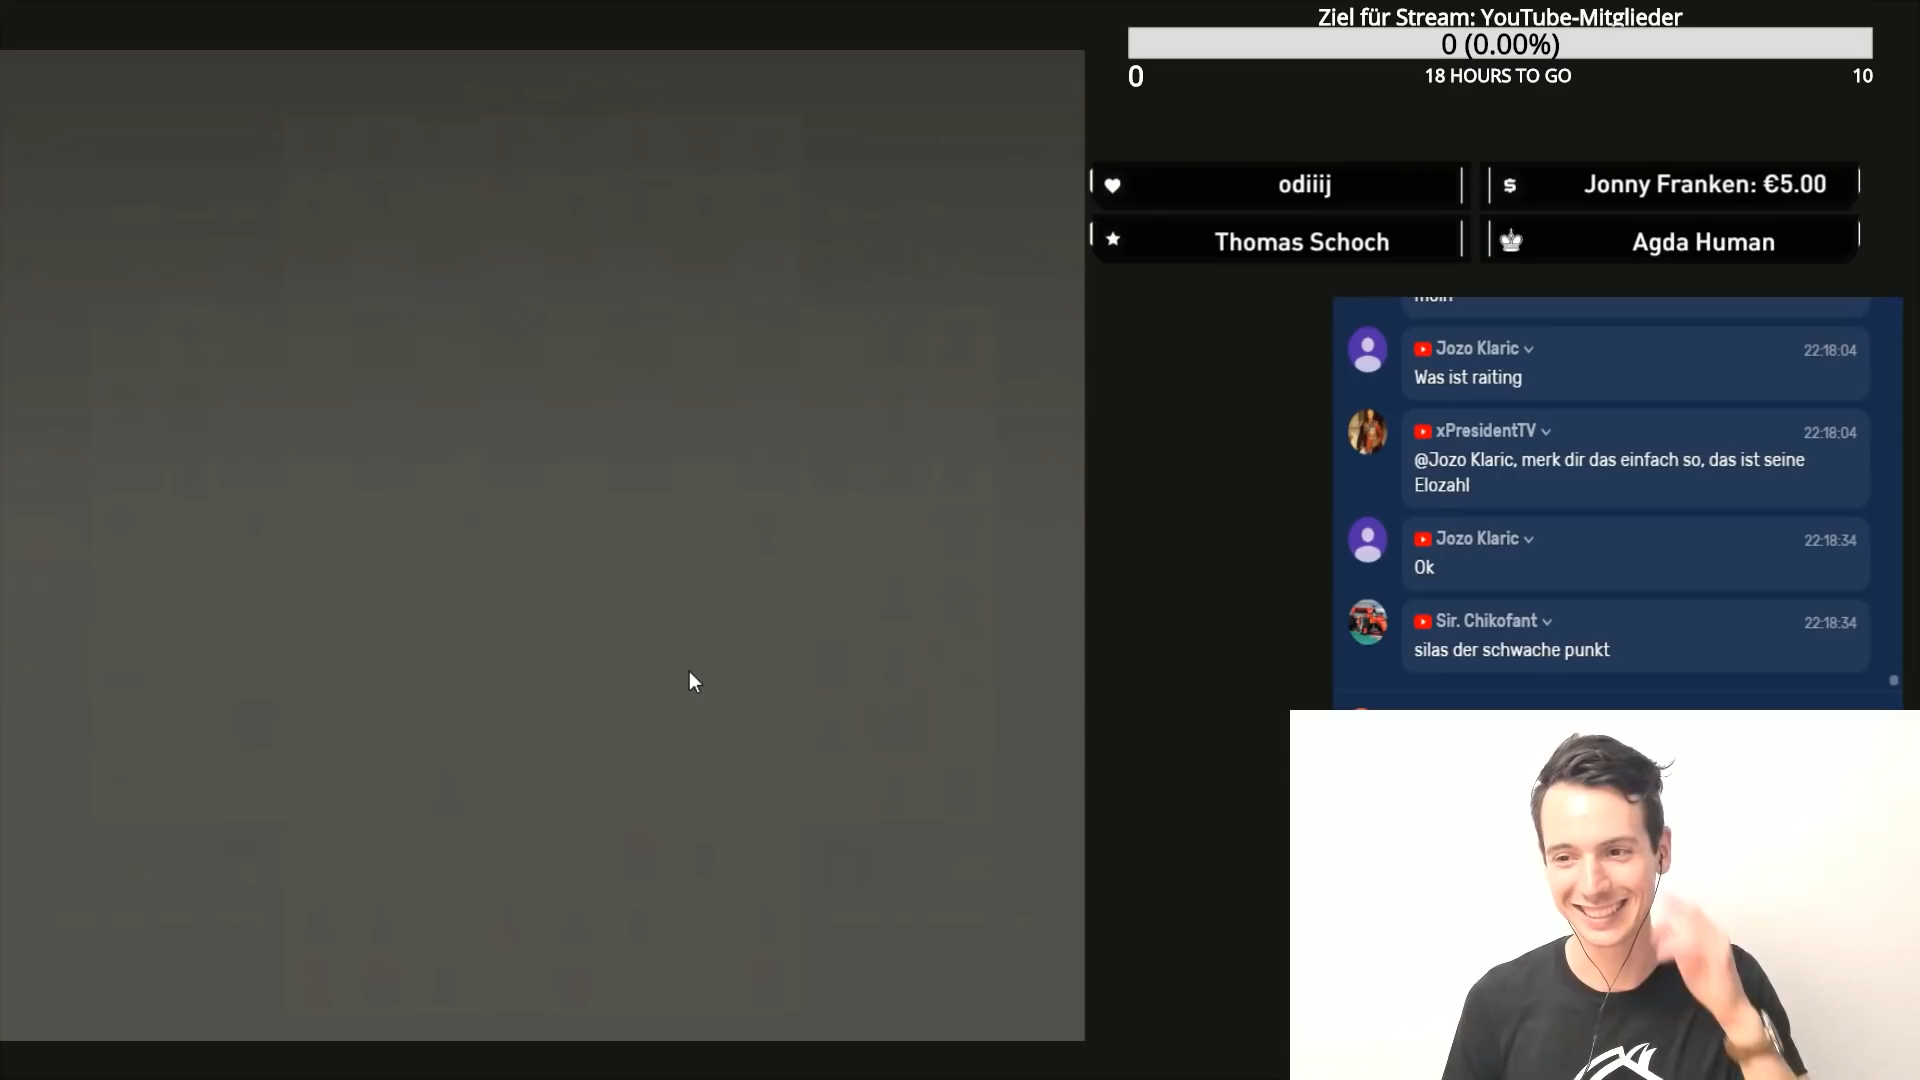 Ziel für Stream: YouTube-Mitglieder
0 (0.00%)
0
18 HOURS TO GO
10
odiiij
Jonny Franken: €5.00
Thomas Schoch
Agda Human
moin
Jozo Klaric
22:18:04
Was ist raiting
xPresidentTV
22:18:04
@Jozo Klaric, merk dir das einfach so, das ist seine
Elozahl
Jozo Klaric
22:18:34
Ok
Sir. Chikofant
22:18:34
silas der schwache punkt